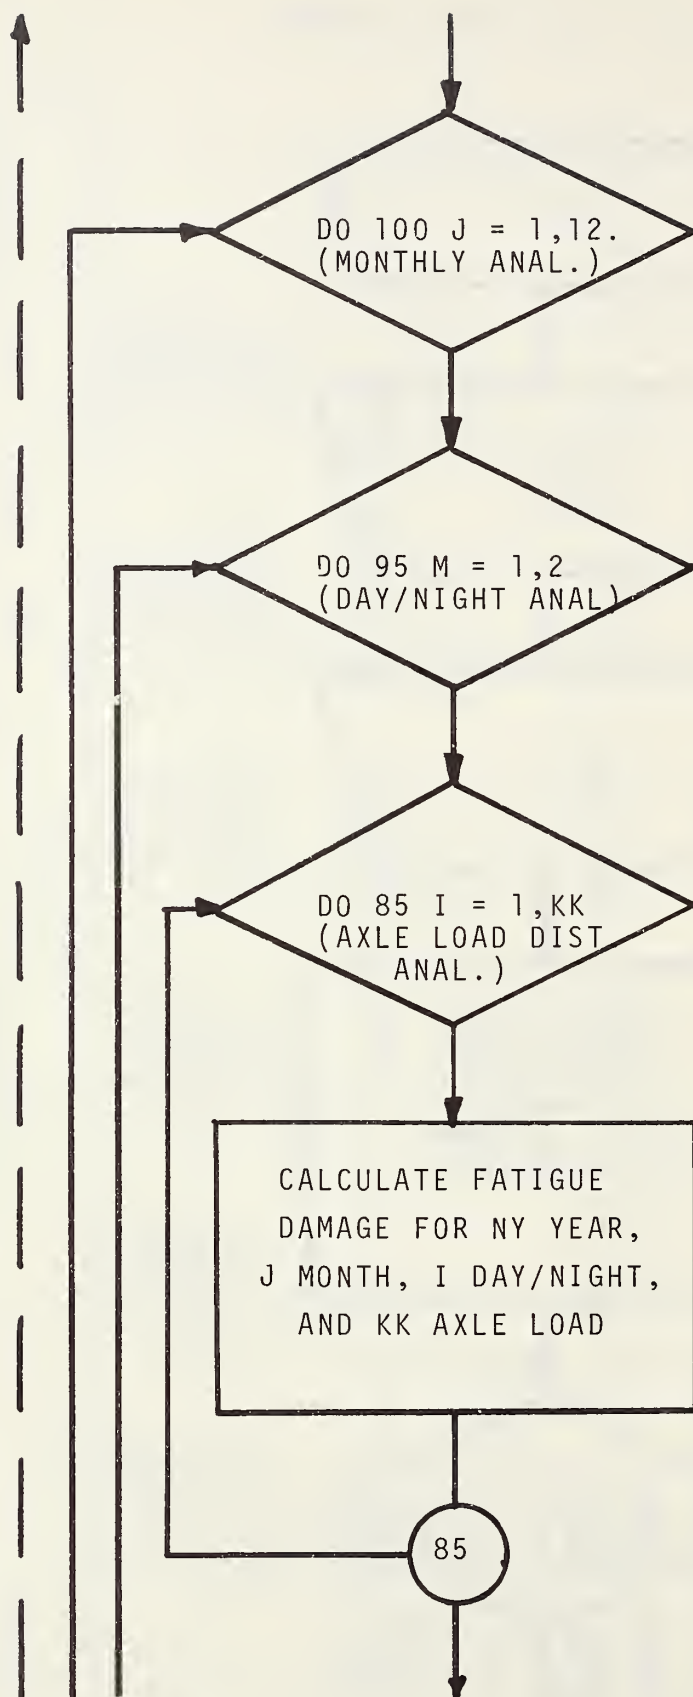 DO 100 J = 1,12.
(MONTHLY ANAL.)
DO 95 M = 1,2
(DAY/NIGHT ANAL)
DO 85 I = 1,KK
(AXLE LOAD DIST
ANAL.)
CALCULATE FATIGUE
DAMAGE FOR NY YEAR,
J MONTH, I DAY/NIGHT,
AND KK AXLE LOAD
85